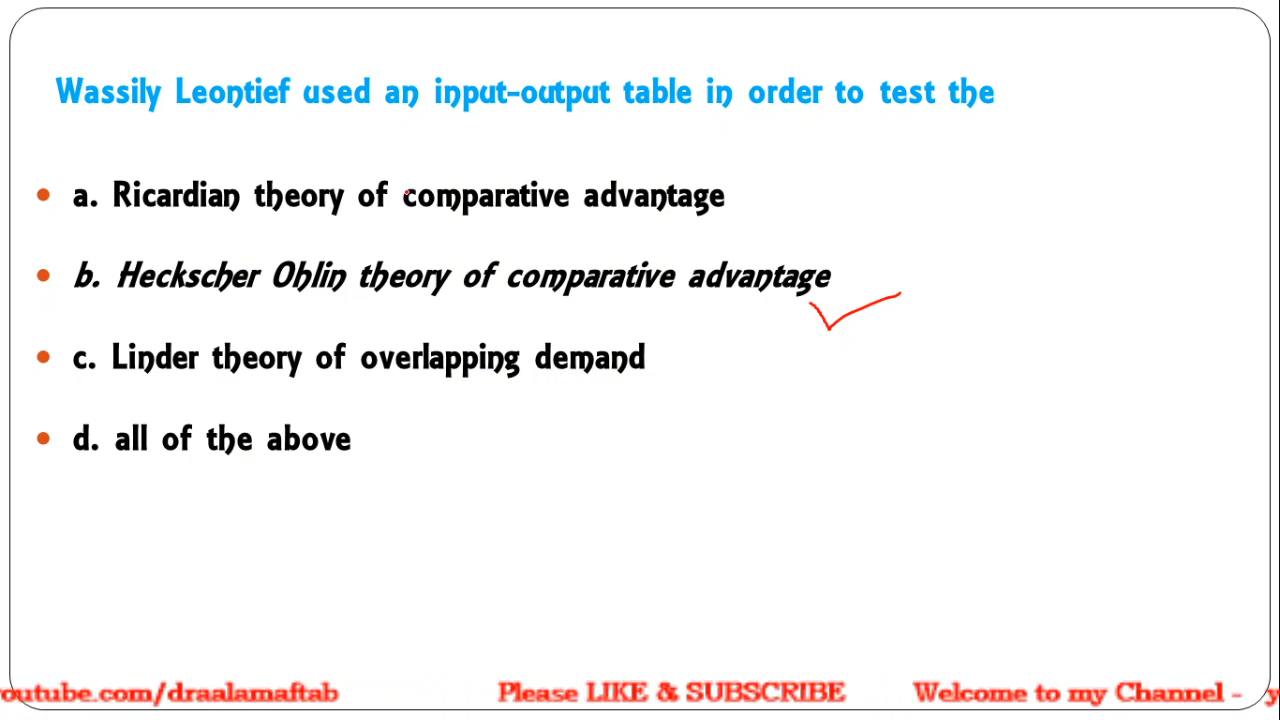 Wassily Leontief used an input-output table in order to test the
• a. Ricardian theory of comparative advantage
• b. Heckscher Ohlin theory of comparative advantage
• c. Linder theory of overlapping demand
• d. all of the above
outube.com/draalamaftab Please LIKE & SUBSCRIBE Welcome to my Channel - y